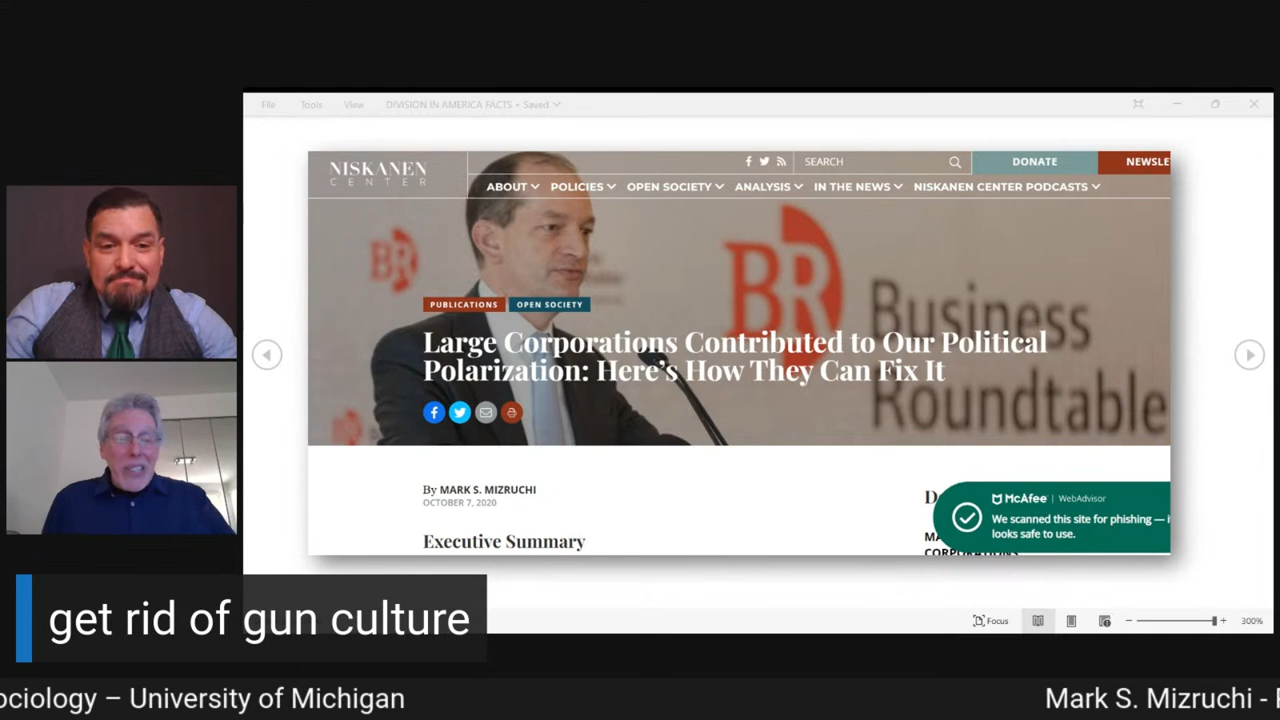 File Tools View DIVISION IN AMERICA FACTS • Saved
NISKANEN
CENTER
SEARCH
DONATE
NEWSLE
ABOUT POLICIES OPEN SOCIETY ANALYSIS IN THE NEWS NISKANEN CENTER PODCASTS
BR
BR
Business
Roundtable
PUBLICATIONS OPEN SOCIETY
Large Corporations Contributed to Our Political
Polarization: Here's How They Can Fix It
By MARK S. MIZRUCHI
OCTOBER 7, 2020
Executive Summary
McAfee | WebAdvisor
We scanned this site for phishing — i
looks safe to use.
CORPORATIONS
get rid of gun culture
Focus
300%
ociology – University of Michigan
Mark S. Mizruchi -